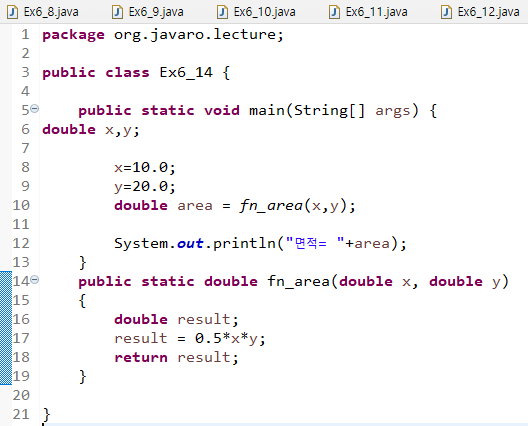 Ex6_8.java Ex6_9.java Ex6_10.java Ex6_11.java Ex6_12.java
1 package org.javaro.lecture;
2
3 public class Ex6_14 {
4
5 public static void main(String[] args) {
6 double x,y;
7
8 x=10.0;
9 y=20.0;
10 double area = fn_area(x,y);
11
12 System.out.println("면적= "+area);
13 }
14 public static double fn_area(double x, double y)
15 {
16 double result;
17 result = 0.5*x*y;
18 return result;
19 }
20
21 }